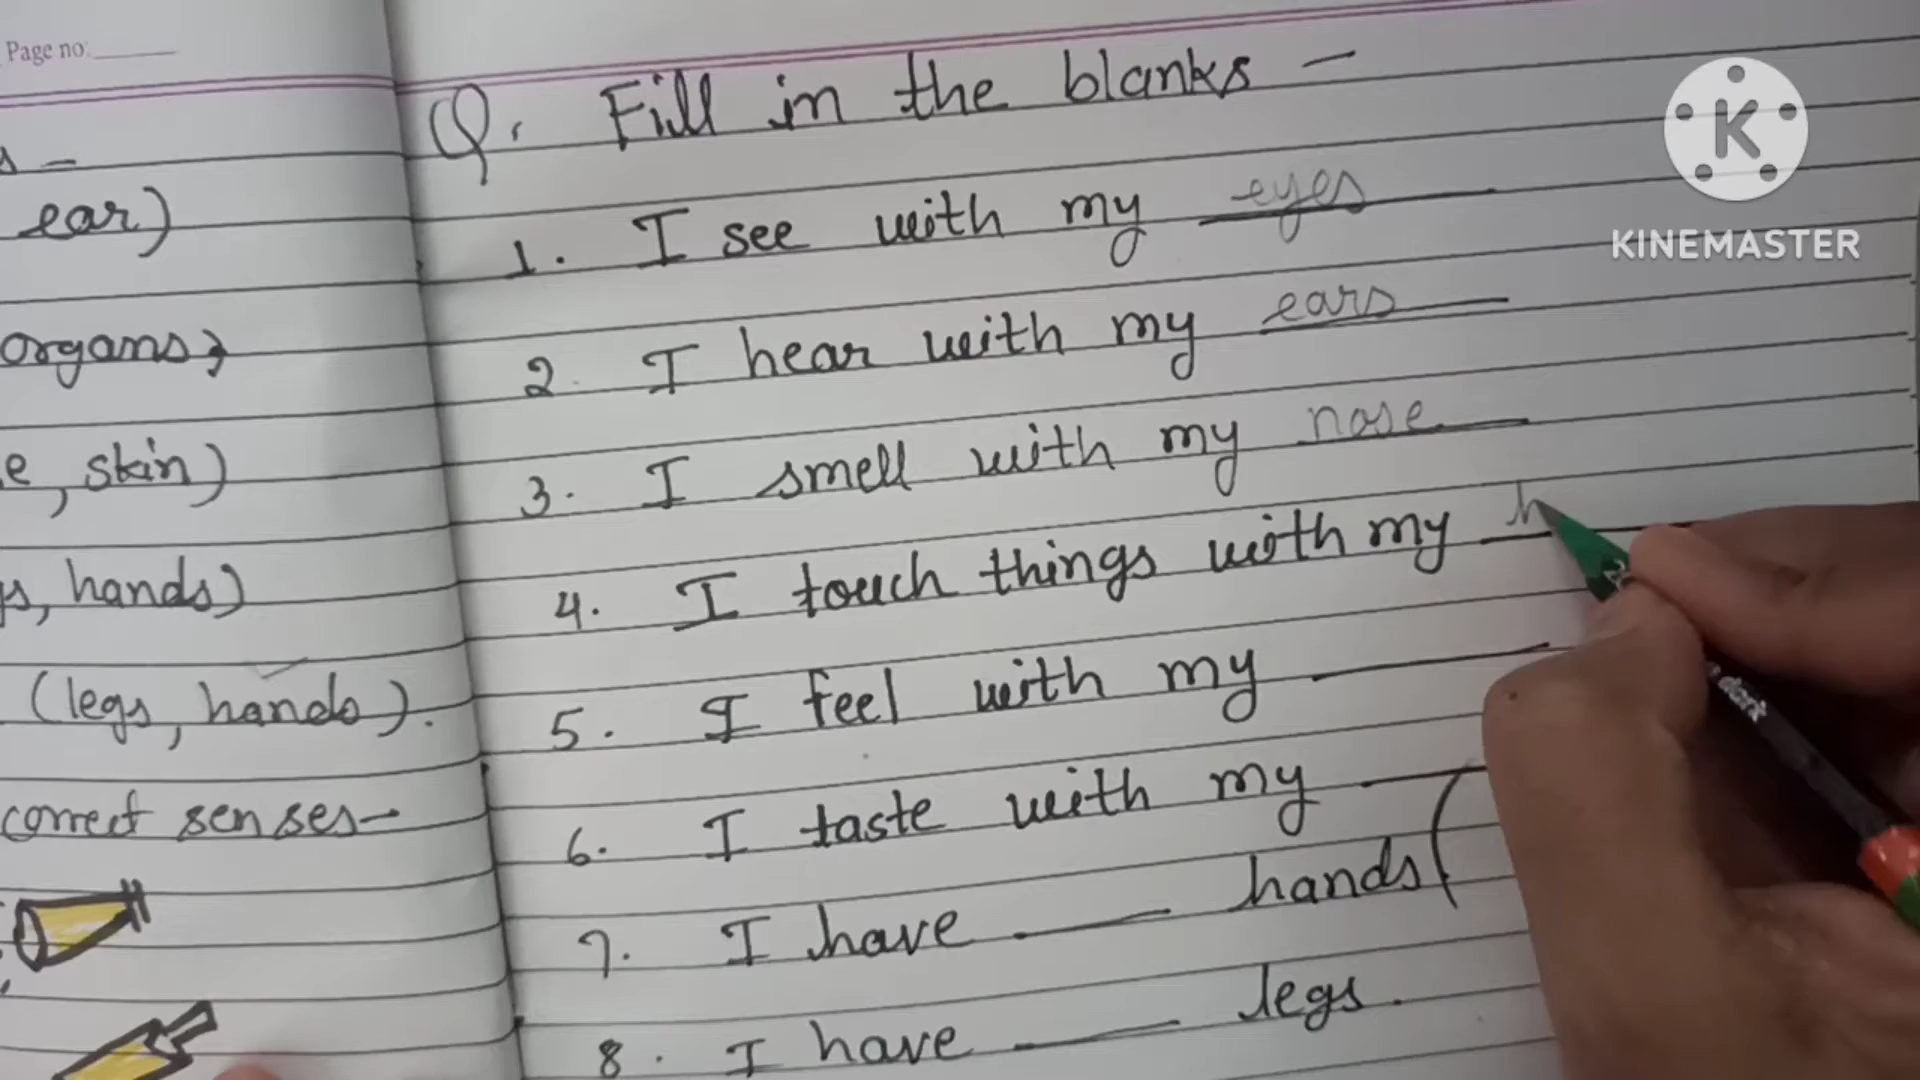 Page no:
s –
ear)
organs,
e, skin)
gs, hands)
(legs, hands).
correct senses–
Q. Fill in the blanks –
1. I see with my eyes
2. I hear with my ears
3. I smell with my nose
4. I touch things with my h
5. I feel with my
6. I taste with my
7. I have hands (
8. I have legs.
K
KINEMASTER